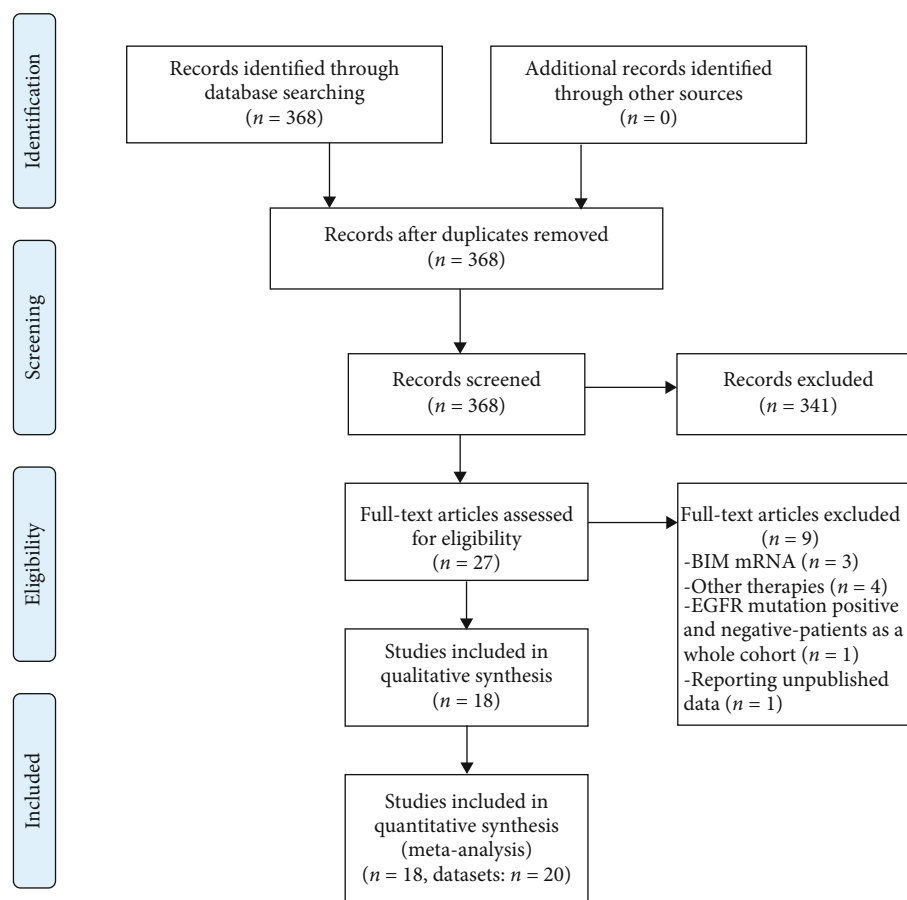 Identification
Records identified through
database searching
(n = 368)
Additional records identified
through other sources
(n = 0)
Records after duplicates removed
(n = 368)
Screening
Records screened
(n = 368)
Records excluded
(n = 341)
Eligibility
Full-text articles assessed
for eligibility
(n = 27)
Full-text articles excluded
(n = 9)
-BIM mRNA (n = 3)
-Other therapies (n = 4)
-EGFR mutation positive
and negative-patients as a
whole cohort (n = 1)
-Reporting unpublished
data (n = 1)
Studies included in
qualitative synthesis
(n = 18)
Included
Studies included in
quantitative synthesis
(meta-analysis)
(n = 18, datasets: n = 20)